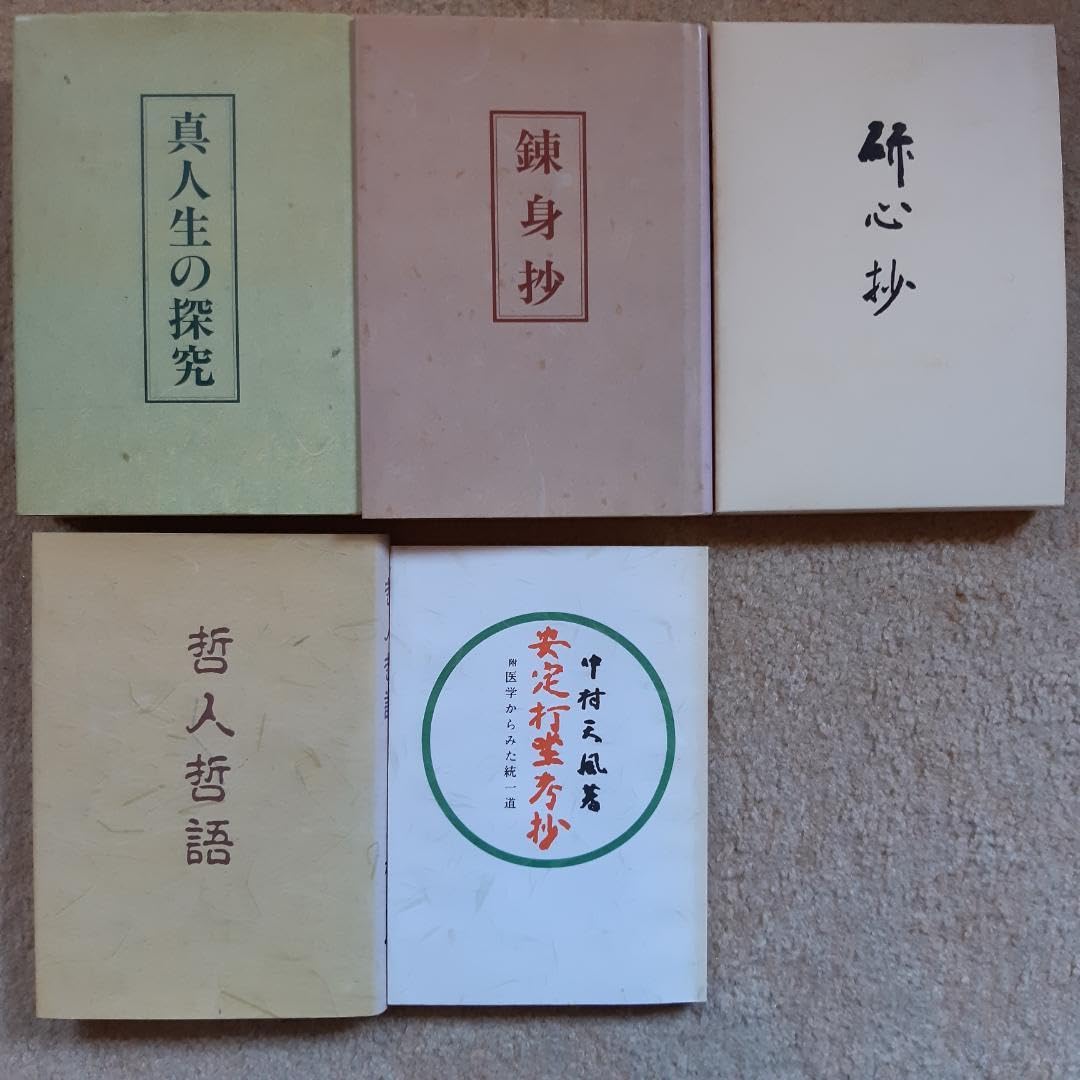 真人生の探究
錬身抄
研心抄
哲人哲語
中村天風著
安定打坐考抄
附医学からみた統一道